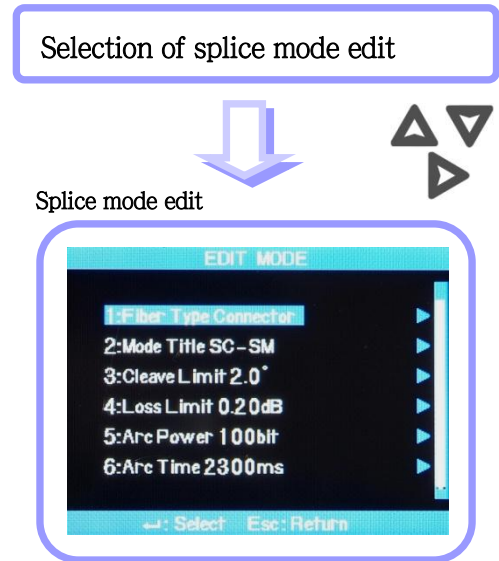 Selection of splice mode edit
Splice mode edit
EDIT MODE
1:Fiber Type Connector
2:Mode Title SC-SM
3:Cleave Limit 2.0°
4:Loss Limit 0.20dB
5:Arc Power 100bit
6:Arc Time 2300ms
↵: Select Esc: Return